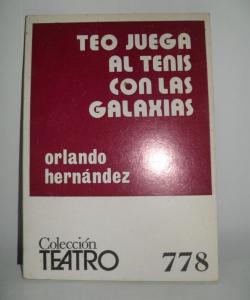 TEO JUEGA
AL TENIS
CON LAS
GALAXIAS
orlando
hernández
Colección
TEATRO 778